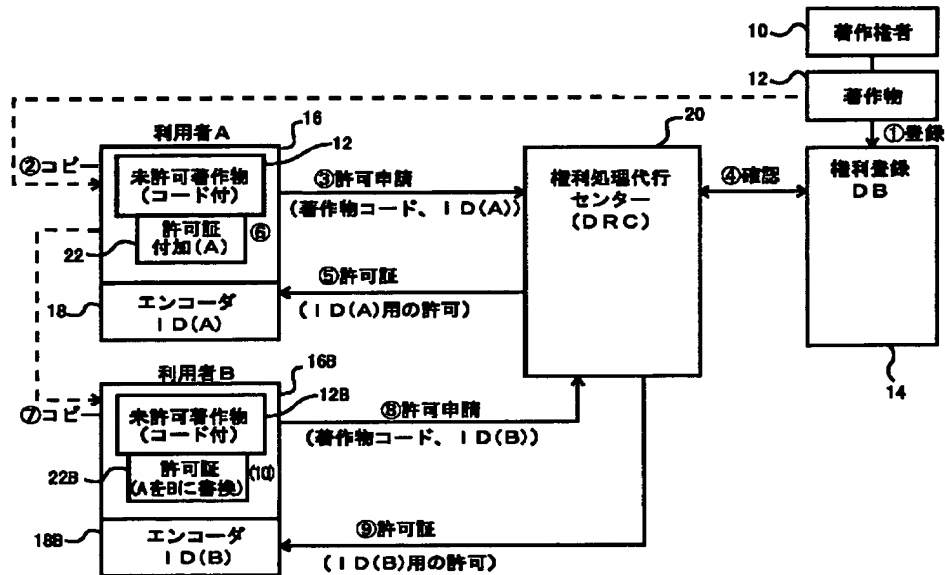 10
著作権者
12
著作物
①登録
20
利用者A
16
12
②コピー
未許可著作物
(コード付)
許可証
付加(A)
⑥
22
③許可申請
(著作物コード、ID(A))
権利処理代行
センター
(DRC)
④確認
権利登録
DB
⑤許可証
(ID(A)用の許可)
18
エンコーダ
ID(A)
14
利用者B
16B
12B
⑦コピー
未許可著作物
(コード付)
許可証
(AをBに書換)
(10)
22B
⑧許可申請
(著作物コード、ID(B))
18B
エンコーダ
ID(B)
⑨許可証
(ID(B)用の許可)